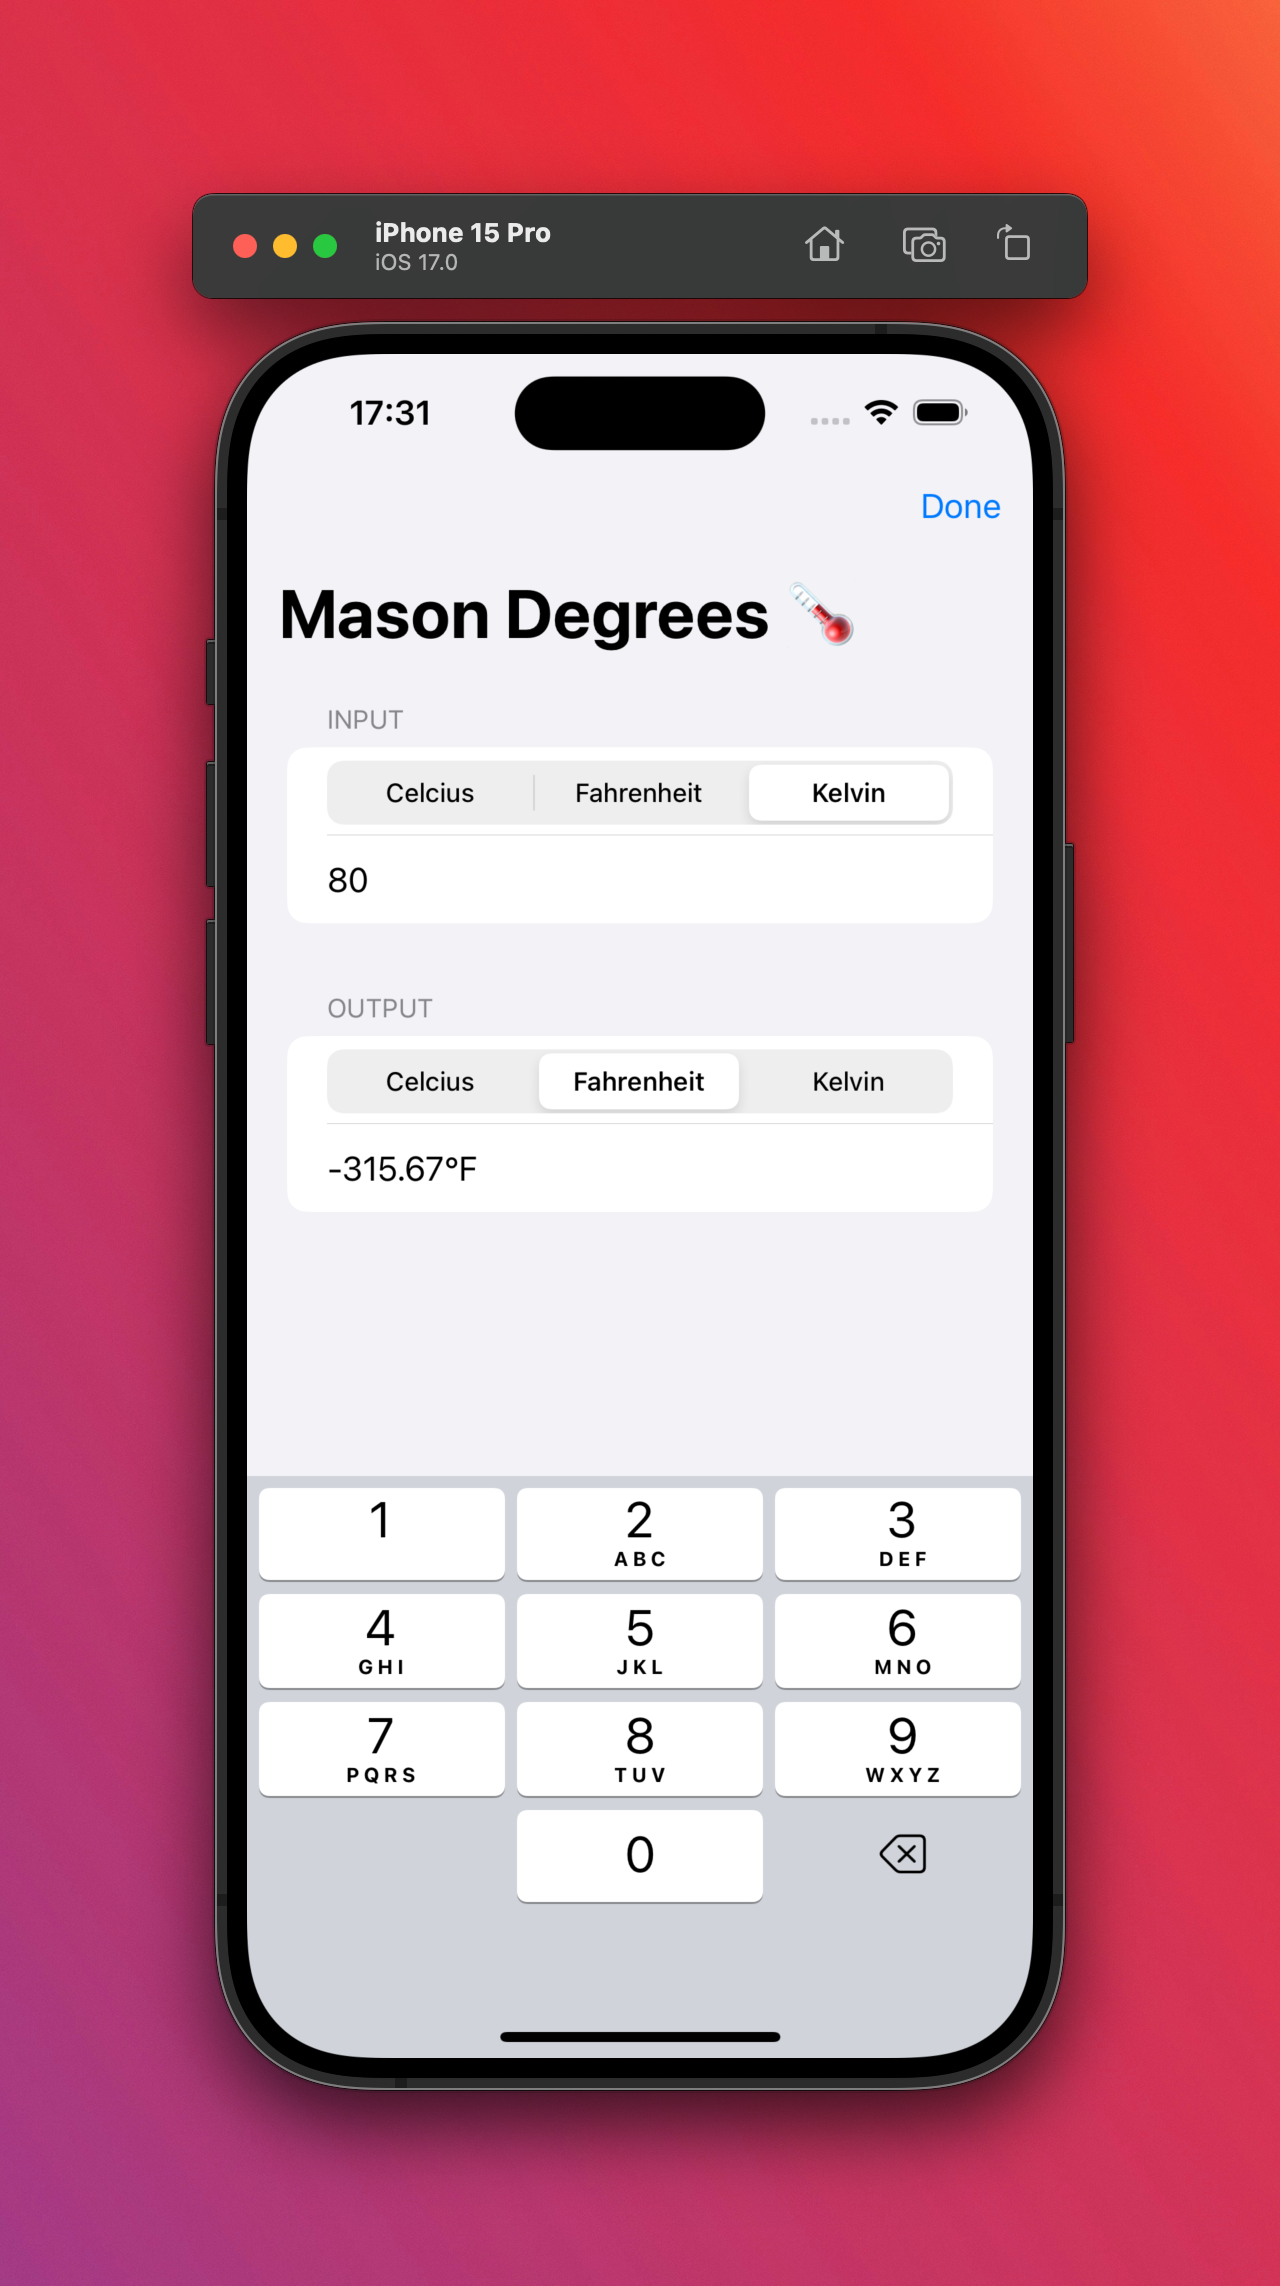 iPhone 15 Pro
iOS 17.0
17:31
Done
Mason Degrees 🌡️
INPUT
Celcius Fahrenheit Kelvin
80
OUTPUT
Celcius Fahrenheit Kelvin
-315.67°F
1 2 3
ABC DEF
4 5 6
GHI JKL MNO
7 8 9
PQRS TUV WXYZ
0